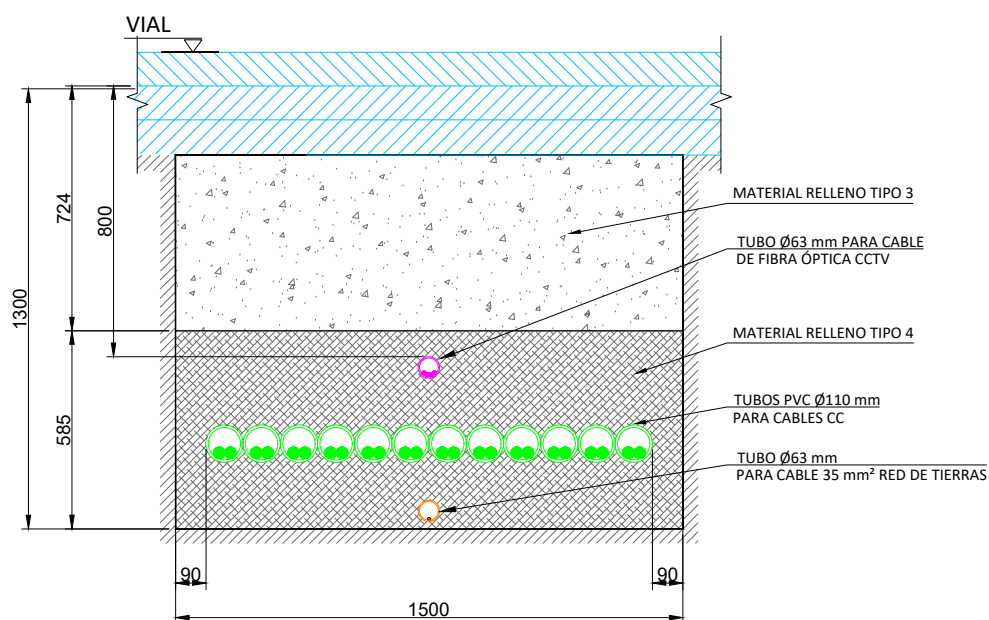 VIAL
724
800
1300
585
MATERIAL RELLENO TIPO 3
TUBO Ø63 mm PARA CABLE
DE FIBRA ÓPTICA CCTV
MATERIAL RELLENO TIPO 4
TUBOS PVC Ø110 mm
PARA CABLES CC
TUBO Ø63 mm
PARA CABLE 35 mm² RED DE TIERRAS
90
90
1500